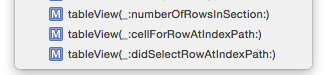 M tableView(_:numberOfRowsInSection:)
M tableView(_:cellForRowAtIndexPath:)
M tableView(_:didSelectRowAtIndexPath:)